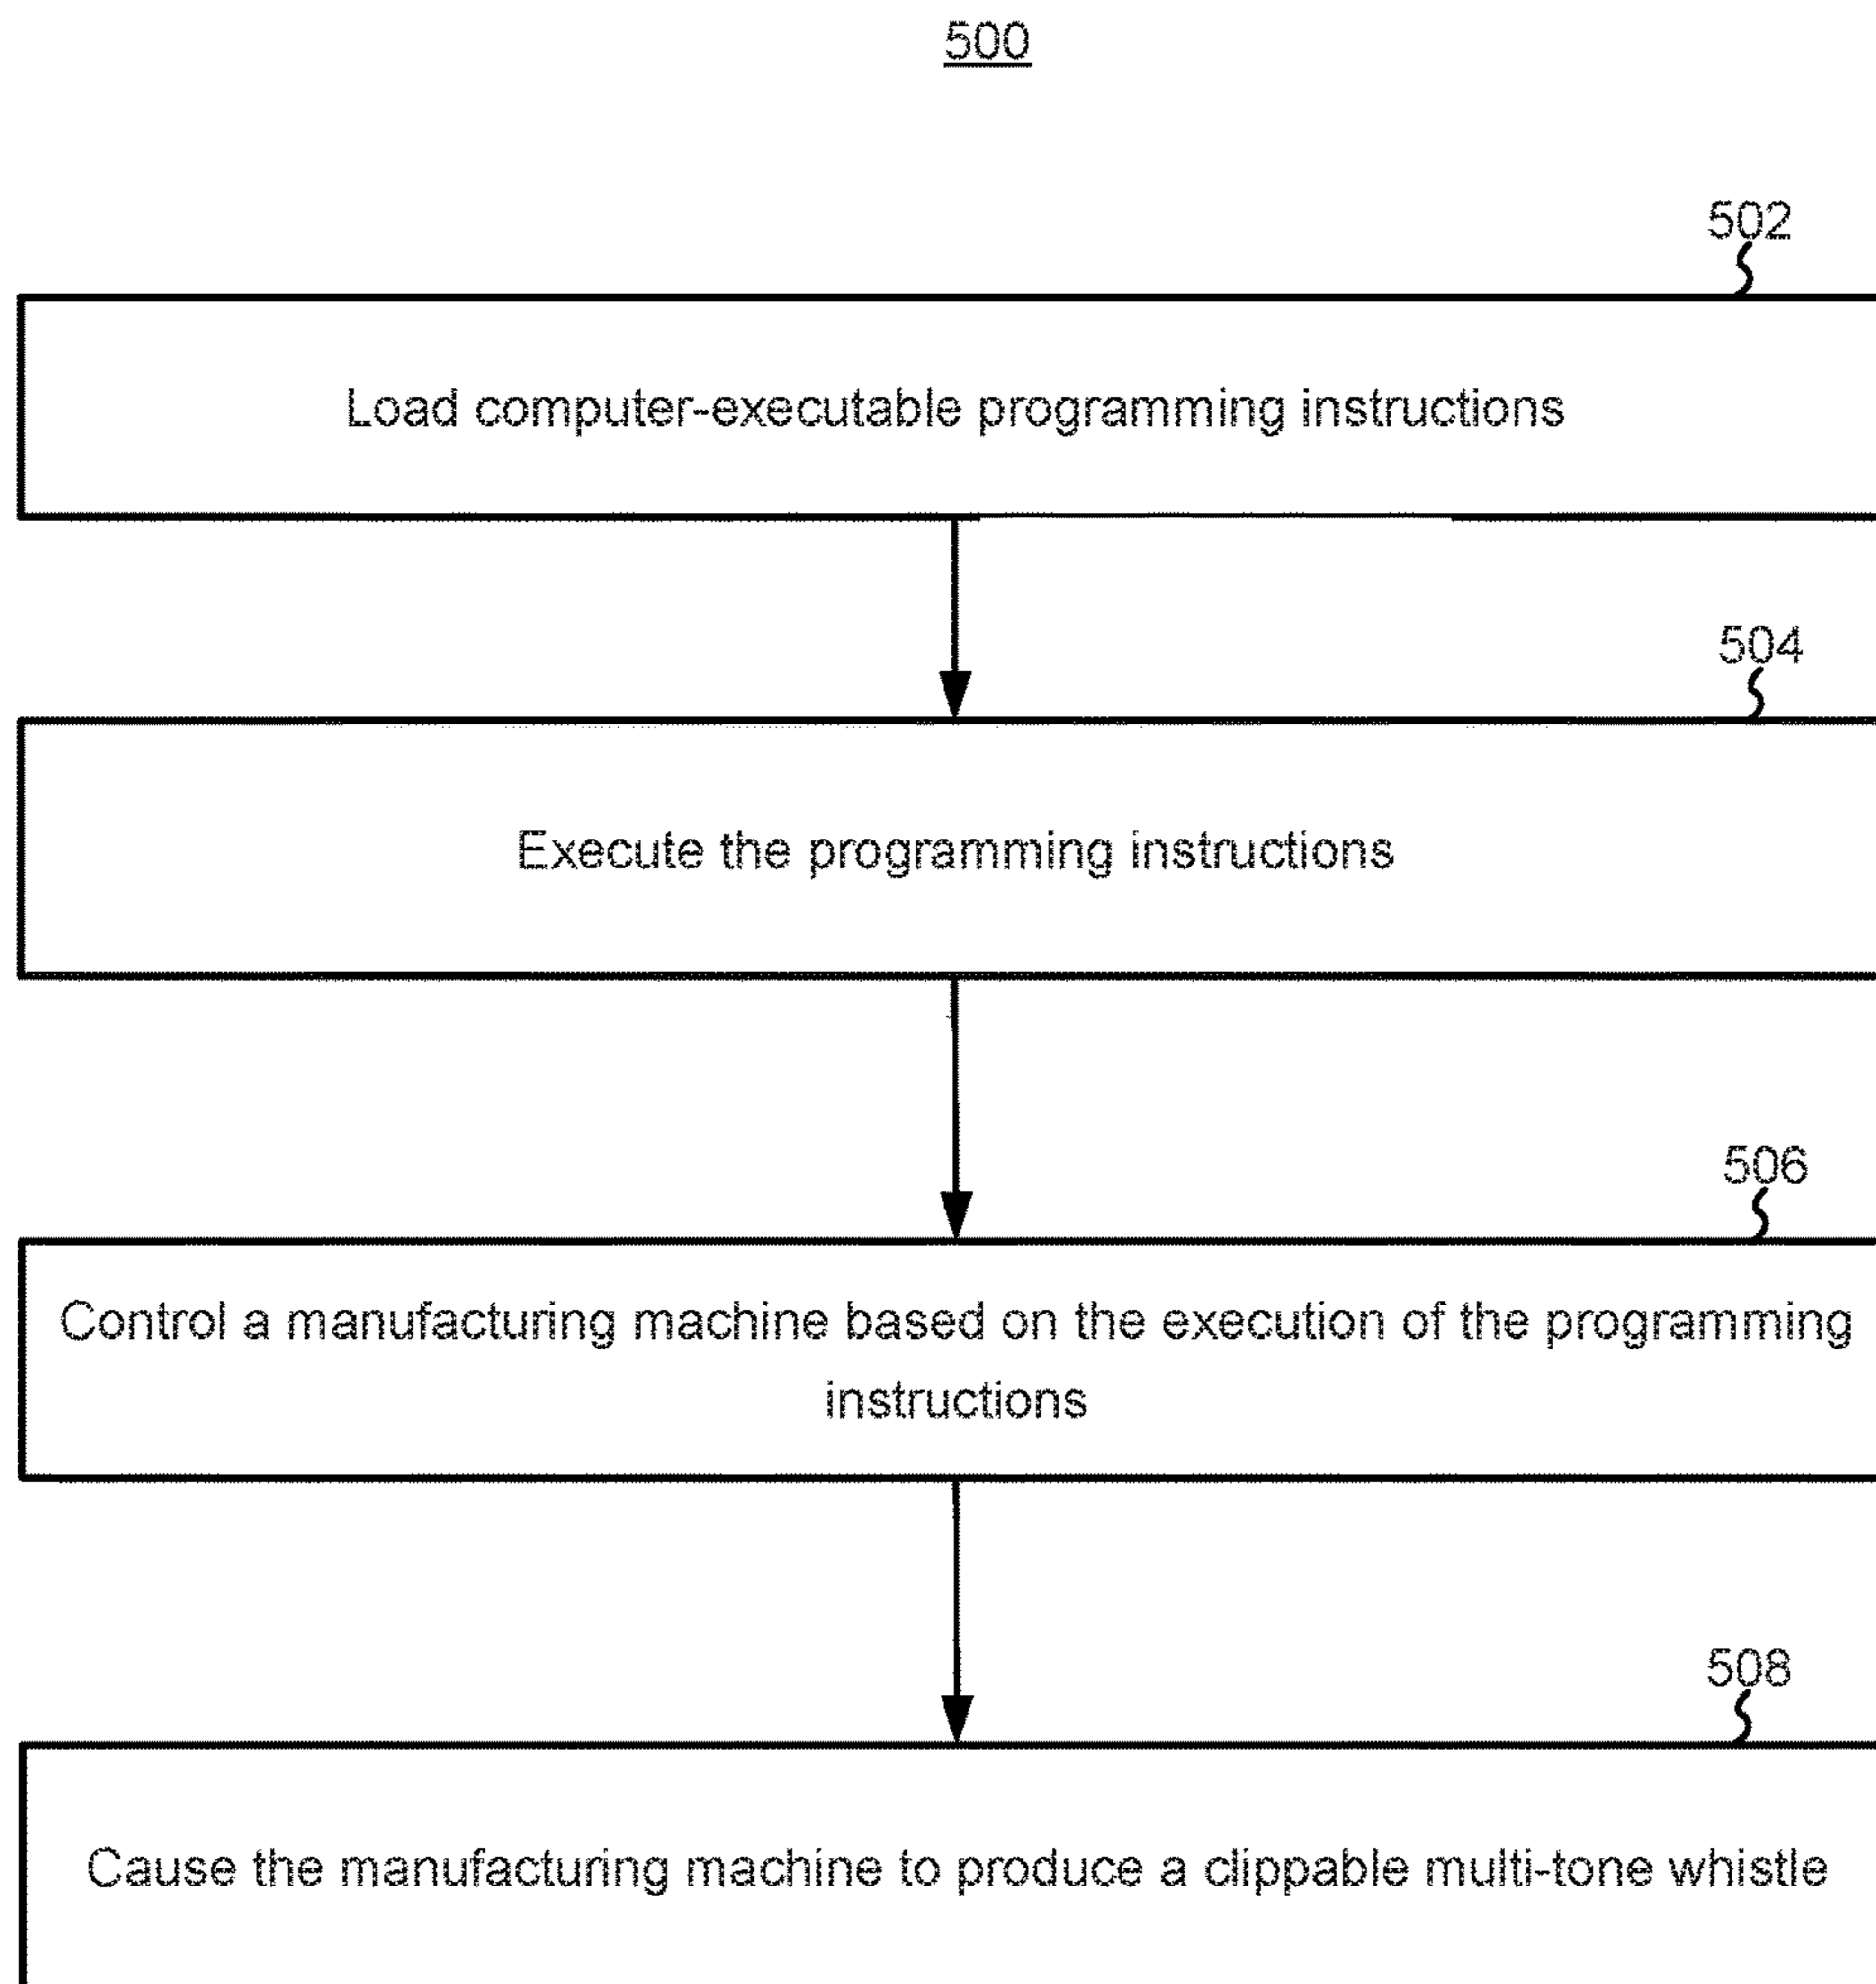 500
502
Load computer-executable programming instructions
504
Execute the programming instructions
506
Control a manufacturing machine based on the execution of the programming
instructions
508
Cause the manufacturing machine to produce a clippable multi-tone whistle